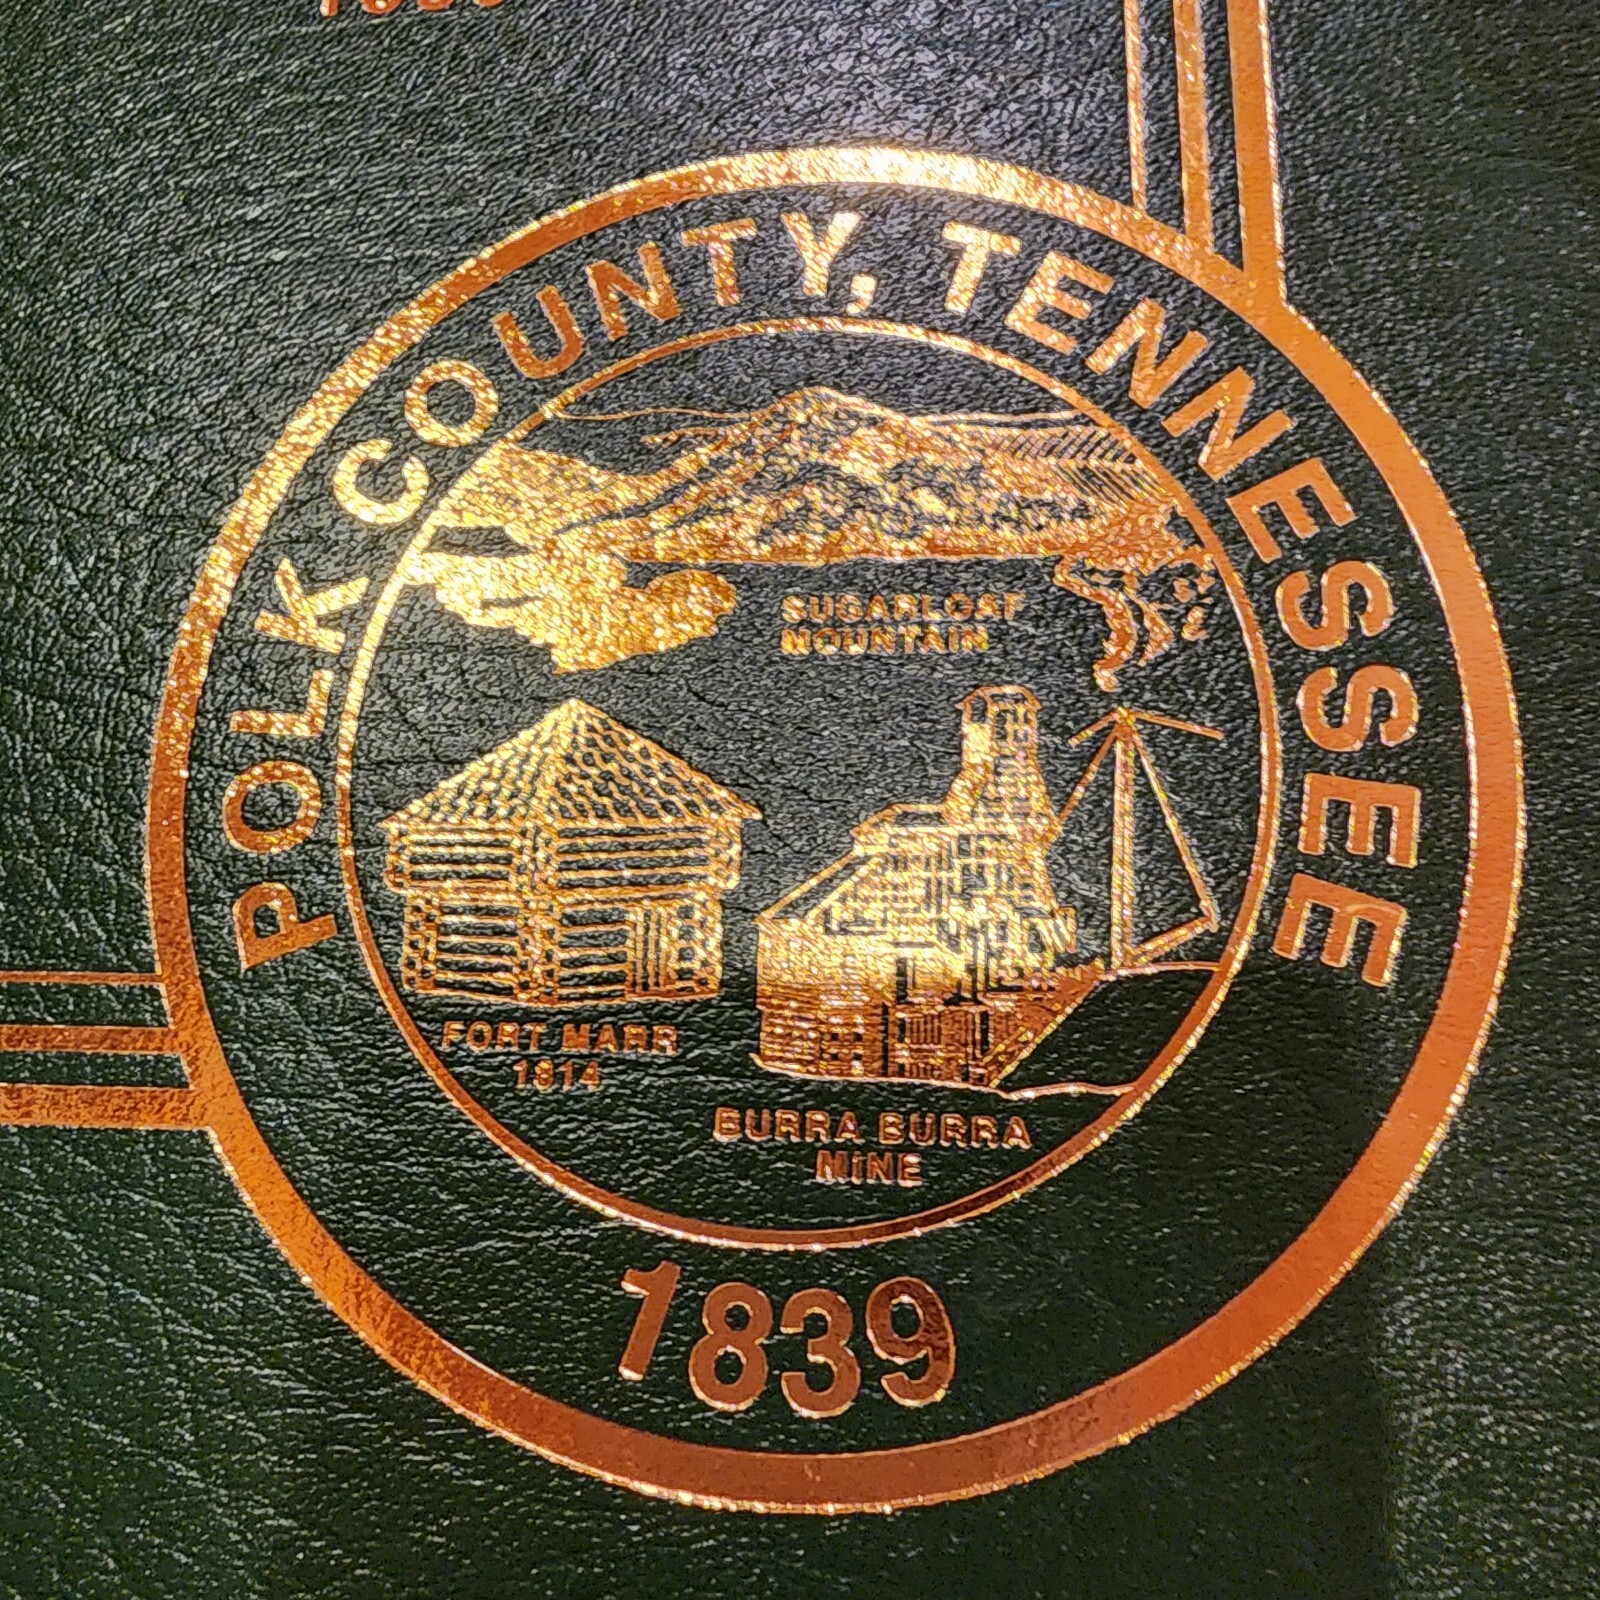 POLK COUNTY, TENNESSEE
SUGARLOAF
MOUNTAIN
FORT MARR
1814
BURRA BURRA
MINE
1839